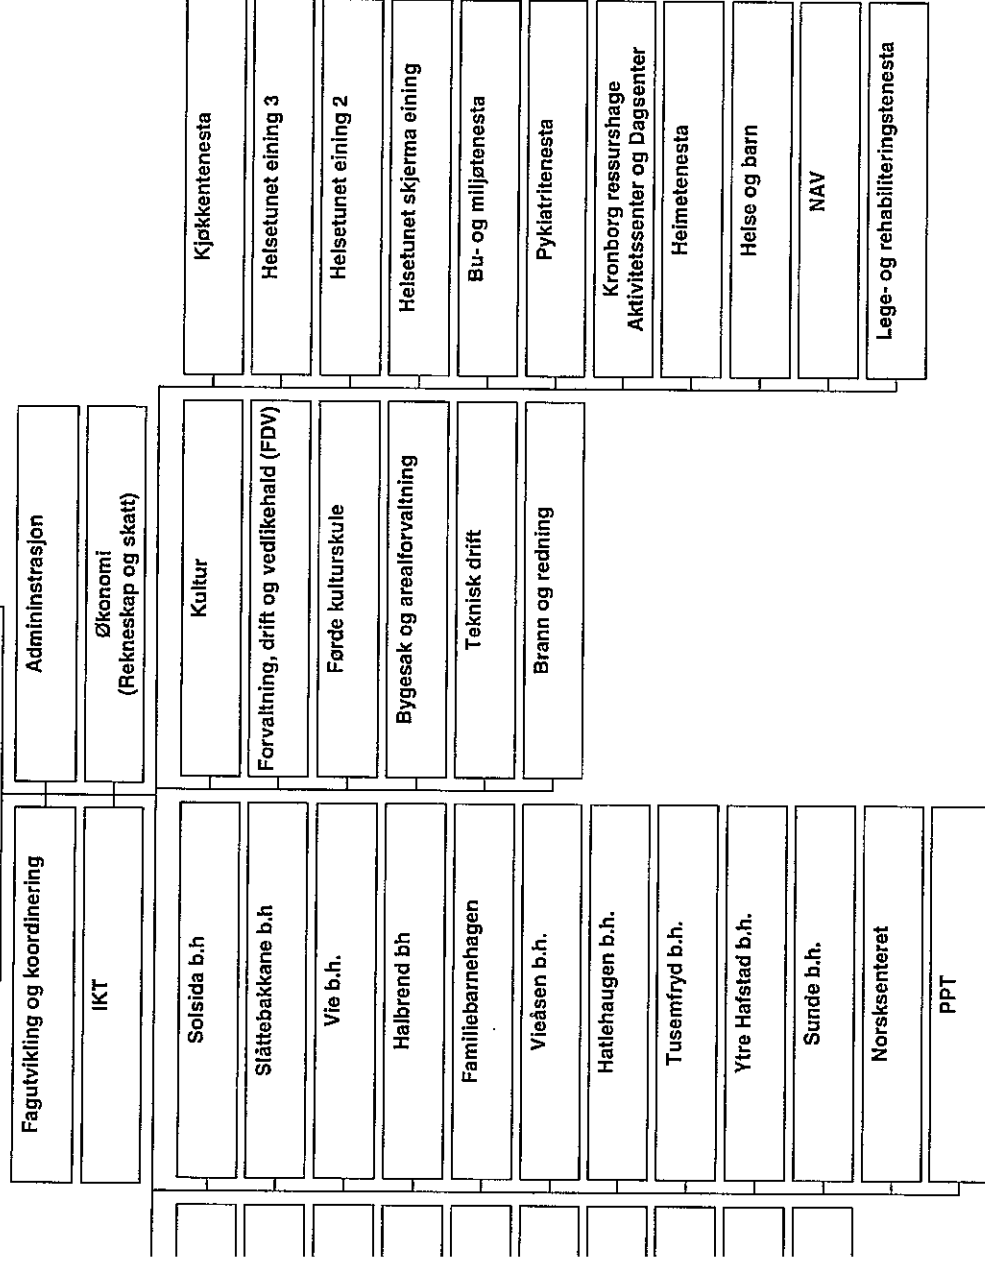 Fagutvikling og koordinering
IKT
Admininstrasjon
Økonomi
(Rekneskap og skatt)
Solsida b.h
Slåttebakkane b.h
Vie b.h.
Halbrend bh
Familiebarnehagen
Vieåsen b.h.
Hatlehaugen b.h.
Tusemfryd b.h.
Ytre Hafstad b.h.
Sunde b.h.
Norsksenteret
PPT
Kultur
Forvaltning, drift og vedlikehald (FDV)
Førde kulturskule
Bygesak og arealforvaltning
Teknisk drift
Brann og redning
Kjøkkentenesta
Helsetunet eining 3
Helsetunet eining 2
Helsetunet skjerma eining
Bu- og miljøtenesta
Pykiatritenesta
Kronborg ressurshage
Aktivitetssenter og Dagsenter
Heimetenesta
Helse og barn
NAV
Lege- og rehabiliteringstenesta